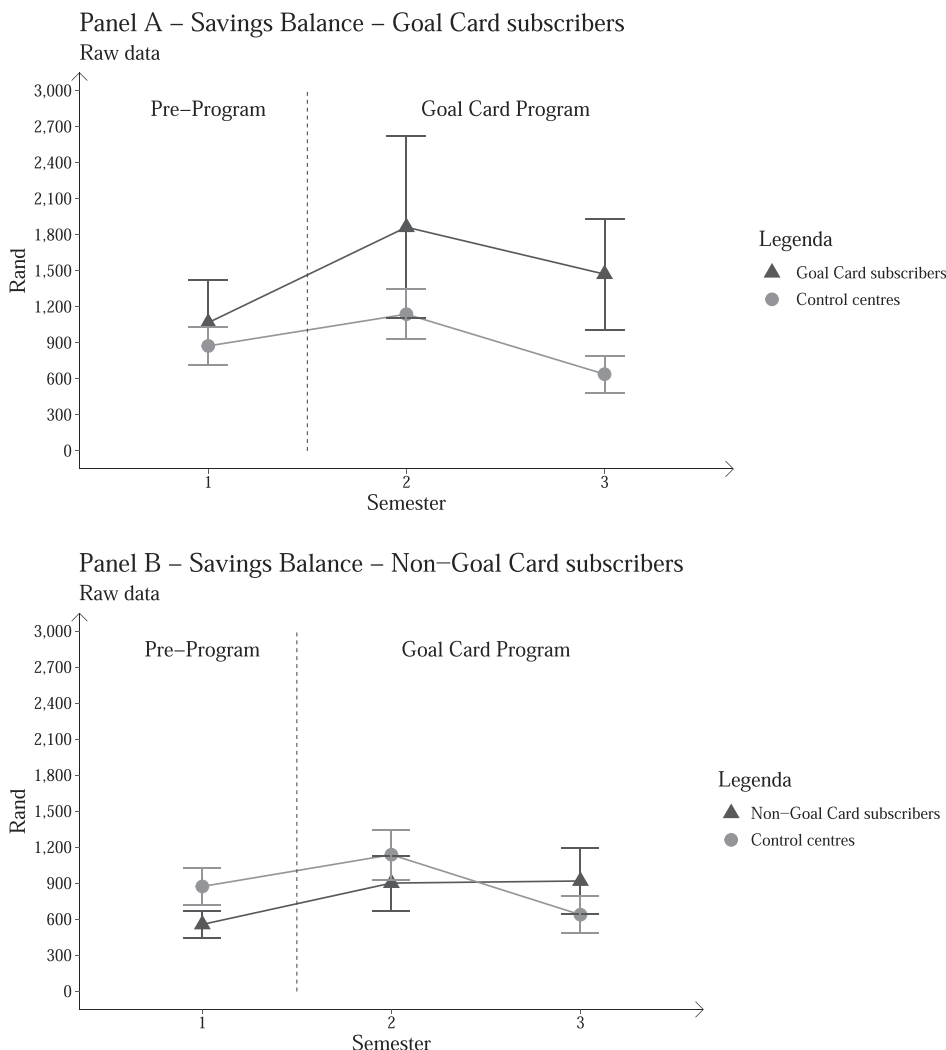 Panel A – Savings Balance – Goal Card subscribers
Raw data
3,000
Pre–Program
Goal Card Program
2,700
2,400
2,100
1,800
1,500
1,200
900
600
300
0
Rand
1
2
3
Semester
Legenda
Goal Card subscribers
Control centres
Panel B – Savings Balance – Non–Goal Card subscribers
Raw data
3,000
Pre–Program
Goal Card Program
2,700
2,400
2,100
1,800
1,500
1,200
900
600
300
0
Rand
1
2
3
Semester
Legenda
Non–Goal Card subscribers
Control centres